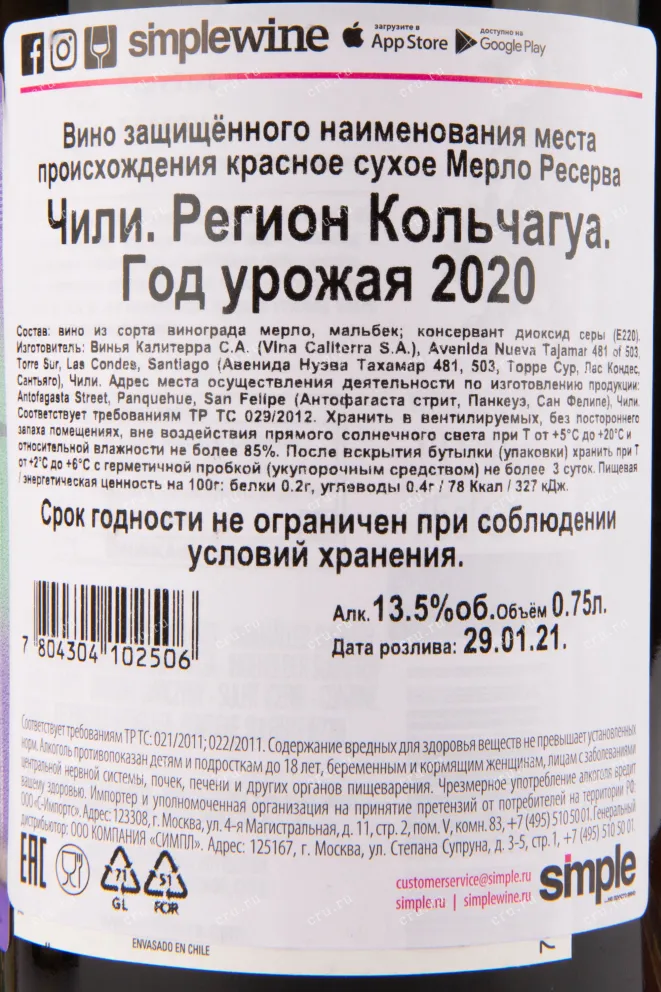 simplewine загрузите в App Store доступно на Google Play
Вино защищённого наименования места
происхождения красное сухое Мерло Ресерва
Чили. Регион Кольчагуа.
Год урожая 2020
Состав: вино из сорта винограда мерло, мальбек; консервант диоксид серы (E220).
Изготовитель: Винья Калитерра С.А. (Vina Caliterra S.A.), Avenida Nueva Tajamar 481 of 503,
Torre Sur, Las Condes, Santiago (Авенида Нуэва Тахамар 481, 503, Торре Сур, Лас Кондес,
Сантьяго), Чили. Адрес места осуществления деятельности по изготовлению продукции:
Antofagasta Street, Panquehue, San Felipe (Антофагаста стрит, Панкеуэ, Сан Фелипе), Чили.
Соответствует требованиям ТР ТС 029/2012. Хранить в вентилируемых, без постороннего
запаха помещениях, вне воздействия прямого солнечного света при Т от +5°С до +20°С и
относительной влажности не более 85%. После вскрытия бутылки (упаковки) хранить при Т
от +2°С до +6°С с герметичной пробкой (укупорочным средством) не более 3 суток. Пищевая
/ энергетическая ценность на 100г: белки 0.2г, углеводы 0.4г / 78 Ккал / 327 кДж.
Срок годности не ограничен при соблюдении
условий хранения.
Алк. 13.5%об. Объём 0.75л.
Дата розлива: 29.01.21.
7 804304 102506
Соответствует требованиям ТР ТС: 021/2011; 022/2011. Содержание вредных для здоровья веществ не превышает установленных
норм. Алкоголь противопоказан детям и подросткам до 18 лет, беременным и кормящим женщинам, лицам с заболеваниями
центральной нервной системы, почек, печени и других органов пищеварения. Чрезмерное употребление алкоголя вредит
вашему здоровью. Импортер и уполномоченная организация на принятие претензий от потребителей на территории РФ:
ООО «С-Импортс». Адрес: 123308, г. Москва, ул. 4-я Магистральная, д. 11, стр. 2, пом. V, комн. 83, +7 (495) 510 50 01. Генеральный
дистрибьютор: ООО КОМПАНИЯ «СИМПЛ». Адрес: 125167, г. Москва, ул. Степана Супруна, д. 3-5, стр. 1, +7 (495) 510 50 01
EAC
71
GL
51
FOR
customerservice@simple.ru
simple.ru | simplewine.ru
simple
...не просто вино
ENVASADO EN CHILE